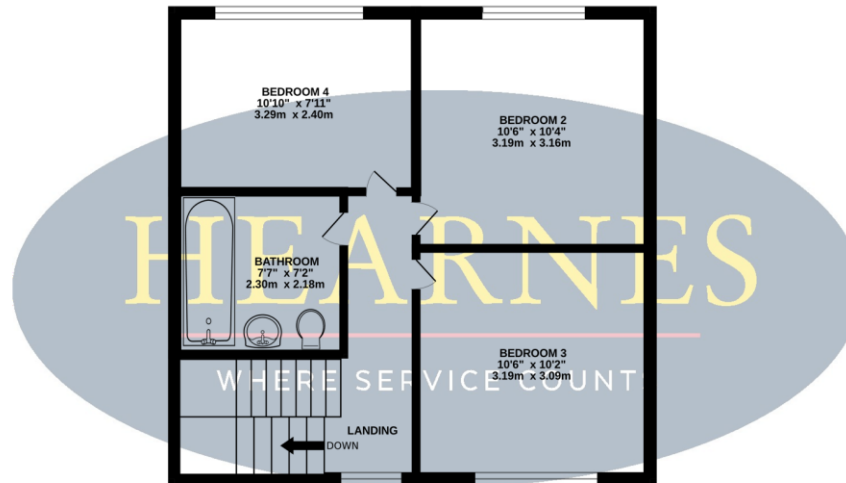 BEDROOM 4
10'10" x 7'11"
3.29m x 2.40m
BEDROOM 2
10'6" x 10'4"
3.19m x 3.16m
HEARNES
BATHROOM
7'7" x 7'2"
2.30m x 2.18m
BEDROOM 3
10'6" x 10'2"
3.19m x 3.09m
WHERE SERVICE COUNTS
LANDING
DOWN